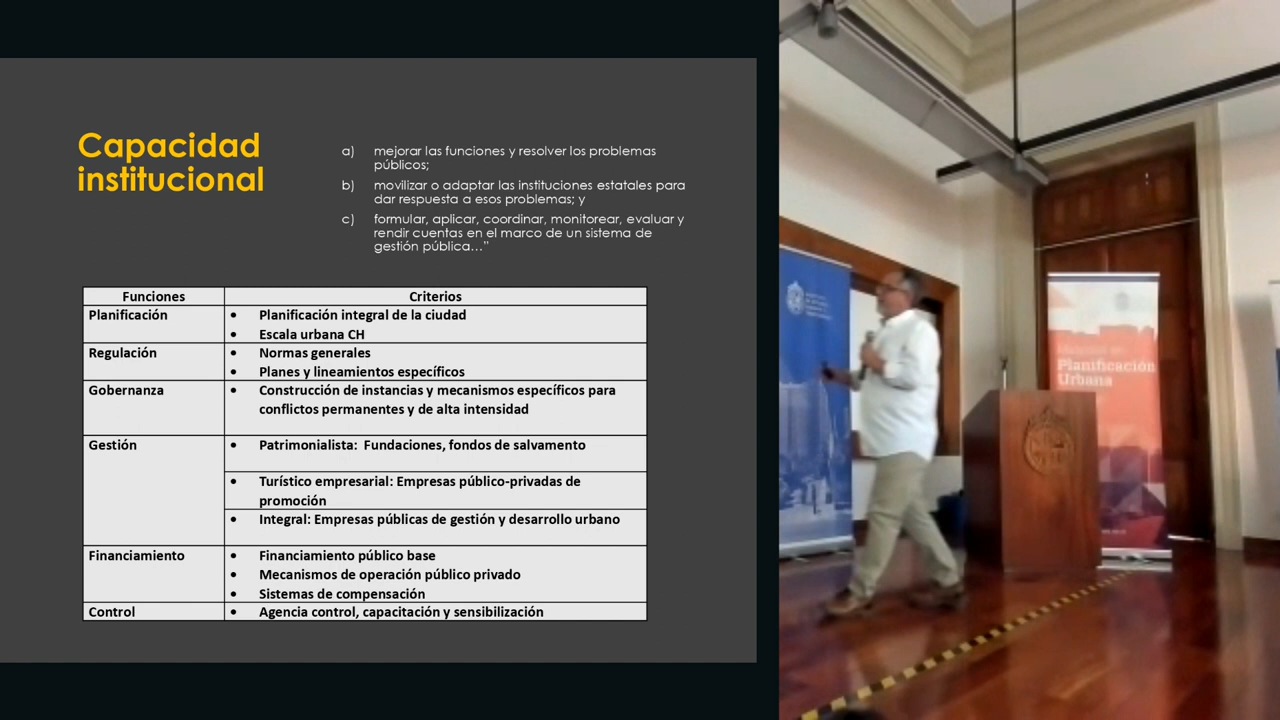 Capacidad
institucional
a) mejorar las funciones y resolver los problemas
públicos;
b) movilizar o adaptar las instituciones estatales para
dar respuesta a esos problemas; y
c) formular, aplicar, coordinar, monitorear, evaluar y
rendir cuentas en el marco de un sistema de
gestión pública…"
Funciones Criterios
Planificación • Planificación integral de la ciudad
• Escala urbana CH
Regulación • Normas generales
• Planes y lineamientos específicos
Gobernanza • Construcción de instancias y mecanismos específicos para
conflictos permanentes y de alta intensidad
Gestión • Patrimonialista: Fundaciones, fondos de salvamento
• Turístico empresarial: Empresas público-privadas de
promoción
• Integral: Empresas públicas de gestión y desarrollo urbano
Financiamiento • Financiamiento público base
• Mecanismos de operación público privado
• Sistemas de compensación
Control • Agencia control, capacitación y sensibilización
Planificación
Urbana